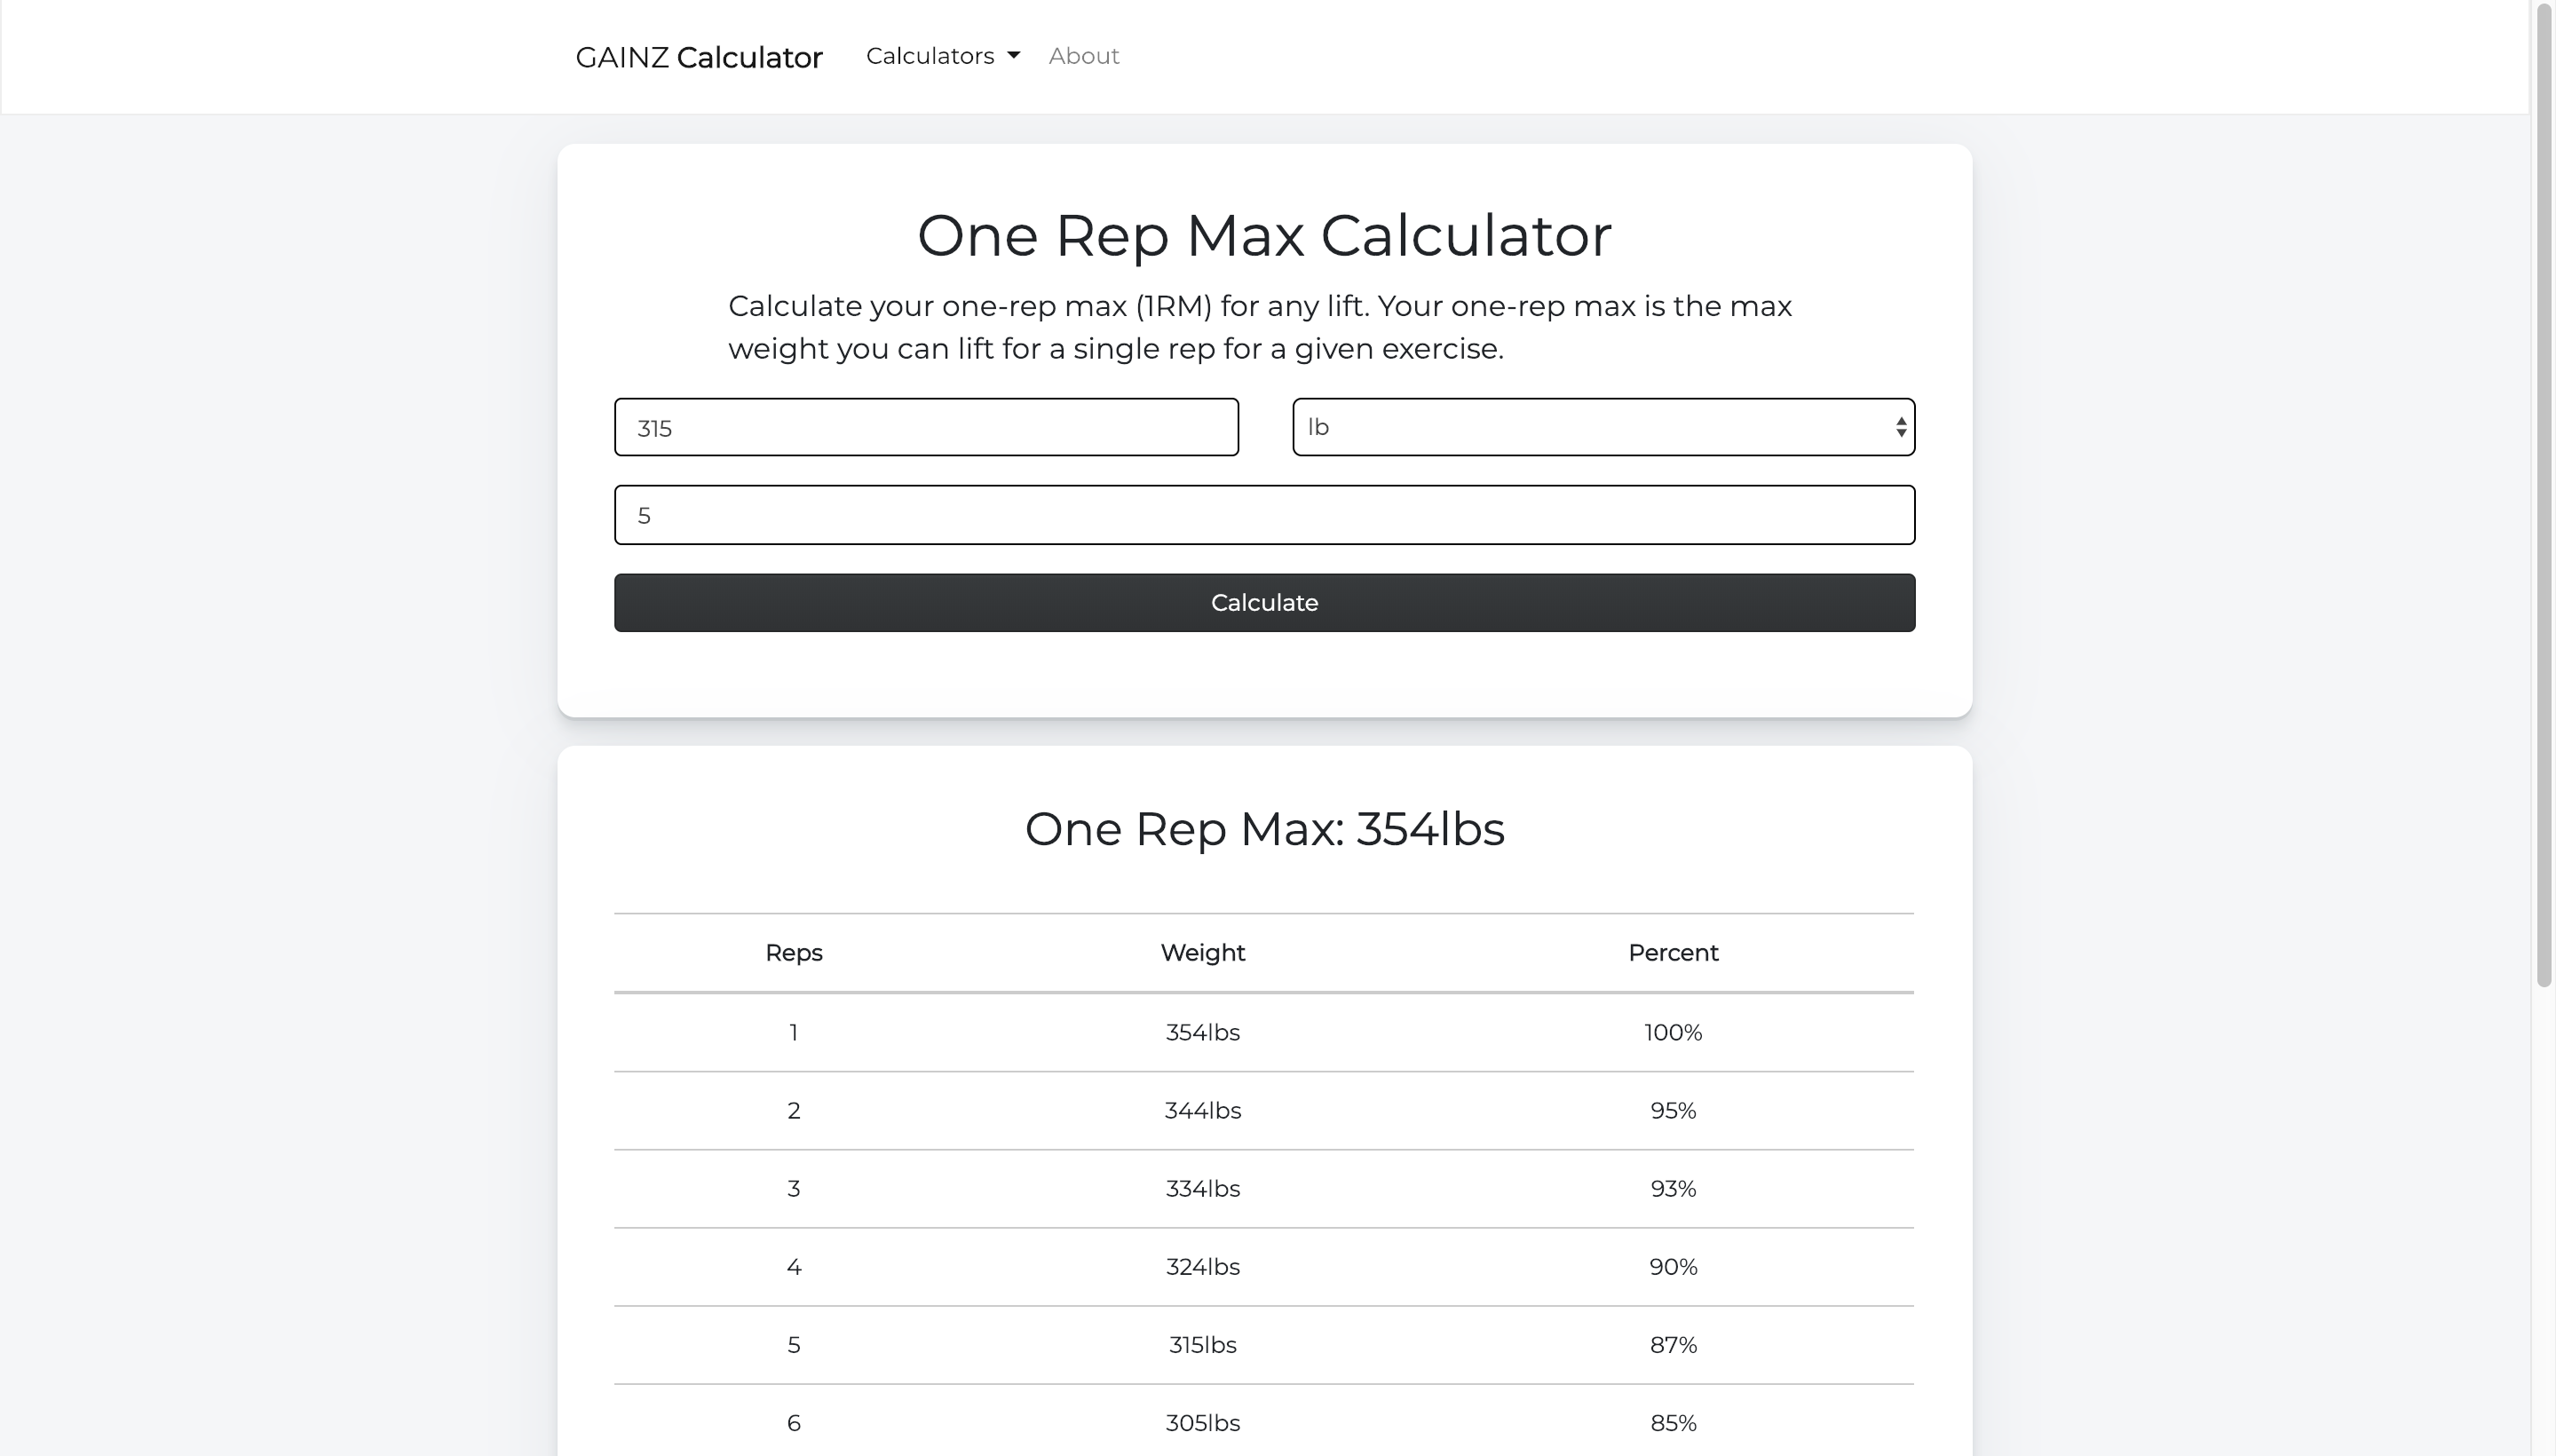 GAINZ Calculator Calculators About
One Rep Max Calculator
Calculate your one-rep max (1RM) for any lift. Your one-rep max is the max
weight you can lift for a single rep for a given exercise.
315 lb
5
Calculate
One Rep Max: 354lbs
Reps Weight Percent
1 354lbs 100%
2 344lbs 95%
3 334lbs 93%
4 324lbs 90%
5 315lbs 87%
6 305lbs 85%